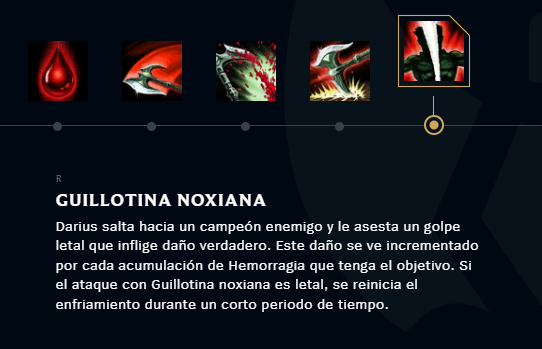 R
GUILLOTINA NOXIANA
Darius salta hacia un campeón enemigo y le asesta un golpe
letal que inflige daño verdadero. Este daño se ve incrementado
por cada acumulación de Hemorragia que tenga el objetivo. Si
el ataque con Guillotina noxiana es letal, se reinicia el
enfriamiento durante un corto periodo de tiempo.